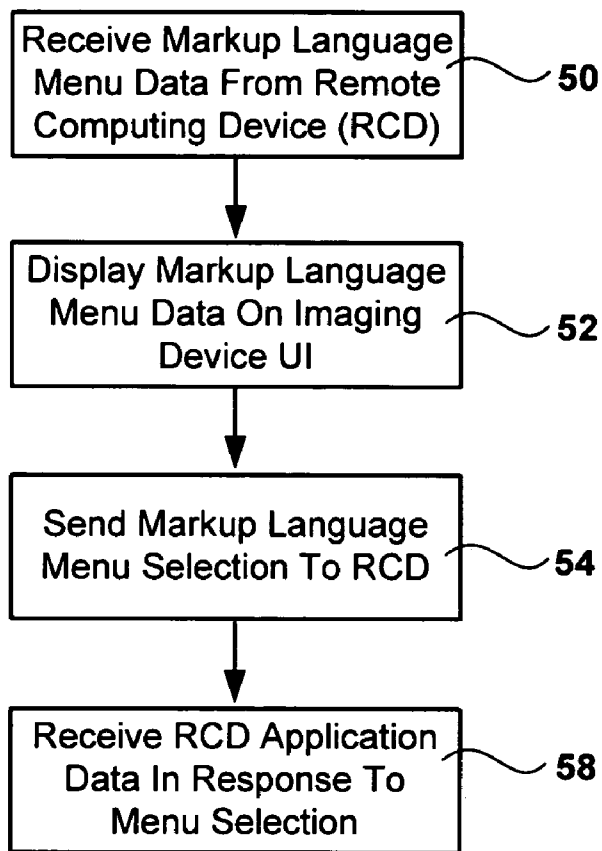 Receive Markup Language
Menu Data From Remote
Computing Device (RCD)
50
Display Markup Language
Menu Data On Imaging
Device UI
52
Send Markup Language
Menu Selection To RCD
54
Receive RCD Application
Data In Response To
Menu Selection
58